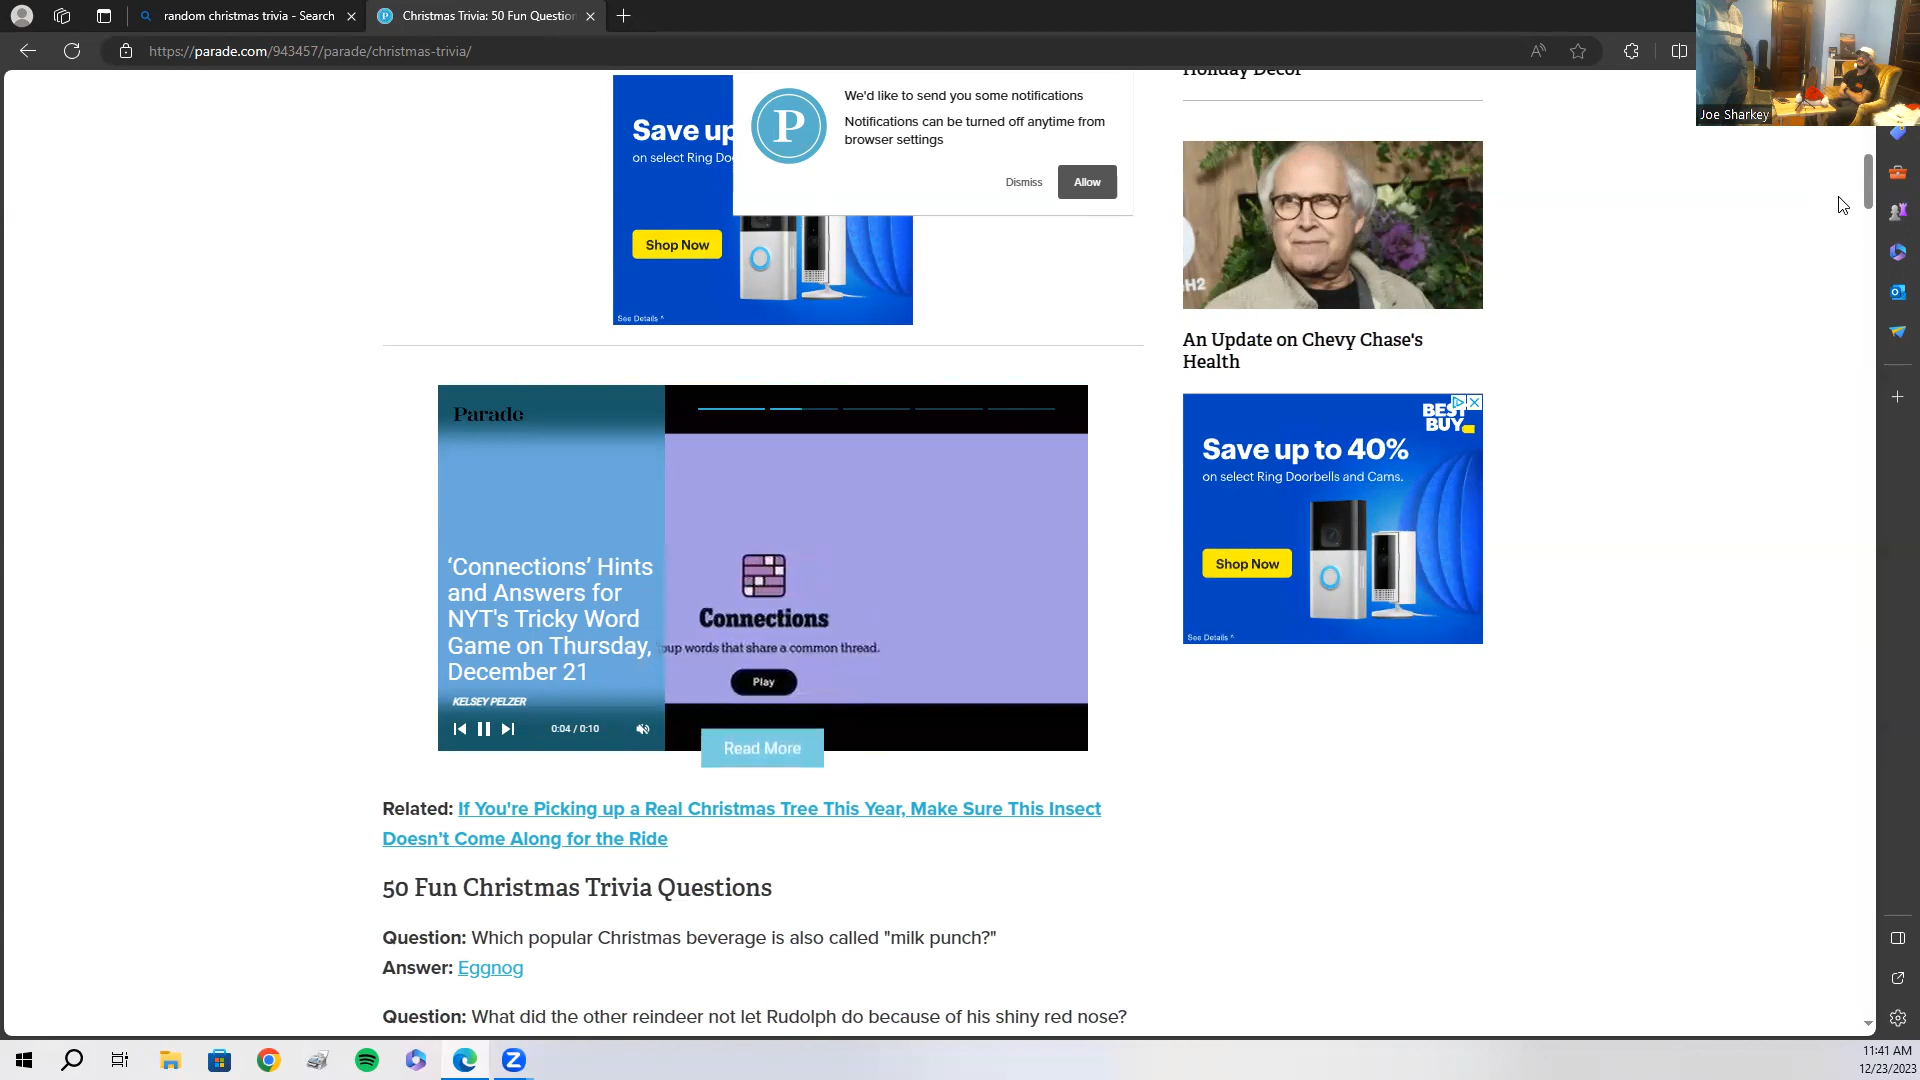 random christmas trivia - Search
Christmas Trivia: 50 Fun Question
https://parade.com/943457/parade/christmas-trivia/
Joe Sharkey
Save up
on select Ring Do
Shop Now
See Details ^
P
We'd like to send you some notifications
Notifications can be turned off anytime from
browser settings
Dismiss
Allow
Holiday Decor
H2
An Update on Chevy Chase's
Health
BEST
BUY
Save up to 40%
on select Ring Doorbells and Cams.
Shop Now
See Details ^
Parade
‘Connections’ Hints
and Answers for
NYT's Tricky Word
Game on Thursday,
December 21
KELSEY PELZER
0:04 / 0:10
Connections
oup words that share a common thread.
Play
Read More
Related: If You're Picking up a Real Christmas Tree This Year, Make Sure This Insect
Doesn’t Come Along for the Ride
50 Fun Christmas Trivia Questions
Question: Which popular Christmas beverage is also called "milk punch?"
Answer: Eggnog
Question: What did the other reindeer not let Rudolph do because of his shiny red nose?
11:41 AM
12/23/2023